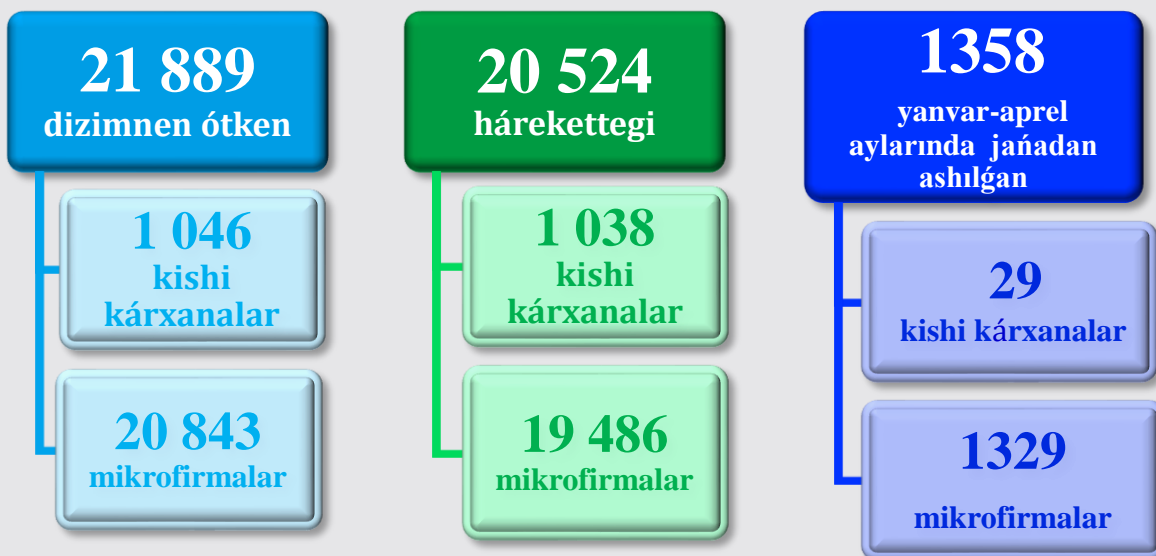 21 889
dizimnen ótken
1 046
kishi
kárxanalar
20 843
mikrofirmalar
20 524
hárekettegi
1 038
kishi
kárxanalar
19 486
mikrofirmalar
1358
yanvar-aprel
aylarında jańadan
ashılǵan
29
kishi kárxanalar
1329
mikrofirmalar